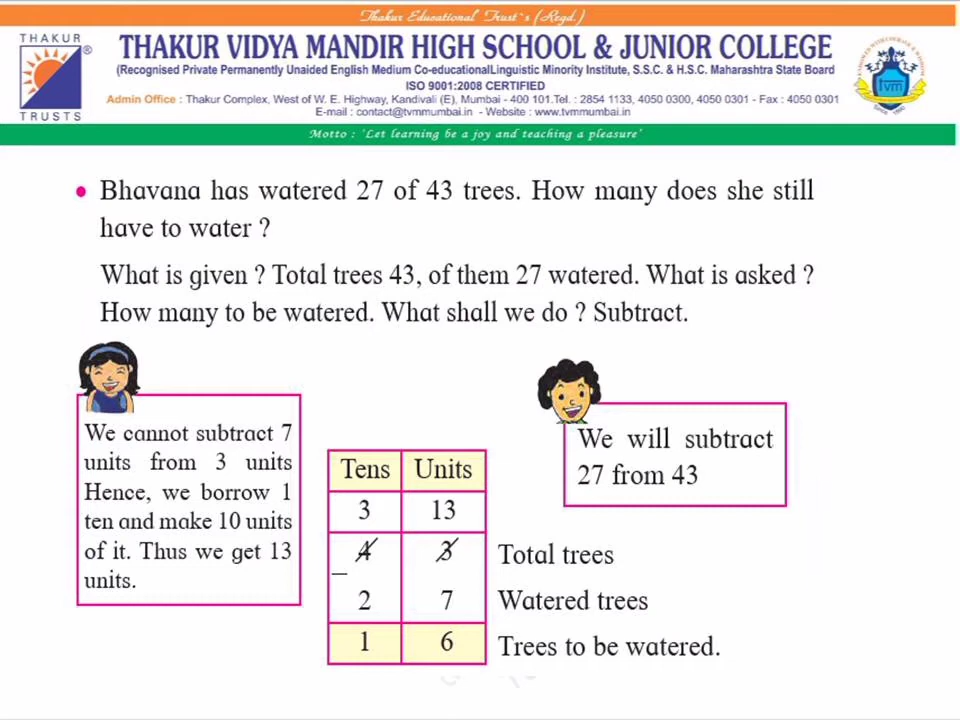 Thakur Educational Trust`s (Regd.)
THAKUR
TRUSTS
®
THAKUR VIDYA MANDIR HIGH SCHOOL & JUNIOR COLLEGE
(Recognised Private Permanently Unaided English Medium Co-educationalLinguistic Minority Institute, S.S.C. & H.S.C. Maharashtra State Board
ISO 9001:2008 CERTIFIED
Admin Office : Thakur Complex, West of W. E. Highway, Kandivali (E), Mumbai - 400 101.Tel. : 2854 1133, 4050 0300, 4050 0301 - Fax : 4050 0301
E-mail : contact@tvmmumbai.in - Website : www.tvmmumbai.in
tvm
Motto : 'Let learning be a joy and teaching a pleasure'
• Bhavana has watered 27 of 43 trees. How many does she still
have to water ?
What is given ? Total trees 43, of them 27 watered. What is asked ?
How many to be watered. What shall we do ? Subtract.
We cannot subtract 7
units from 3 units
Hence, we borrow 1
ten and make 10 units
of it. Thus we get 13
units.
We will subtract
27 from 43
Tens Units
3 13
4 3 Total trees
– 2 7 Watered trees
1 6 Trees to be watered.